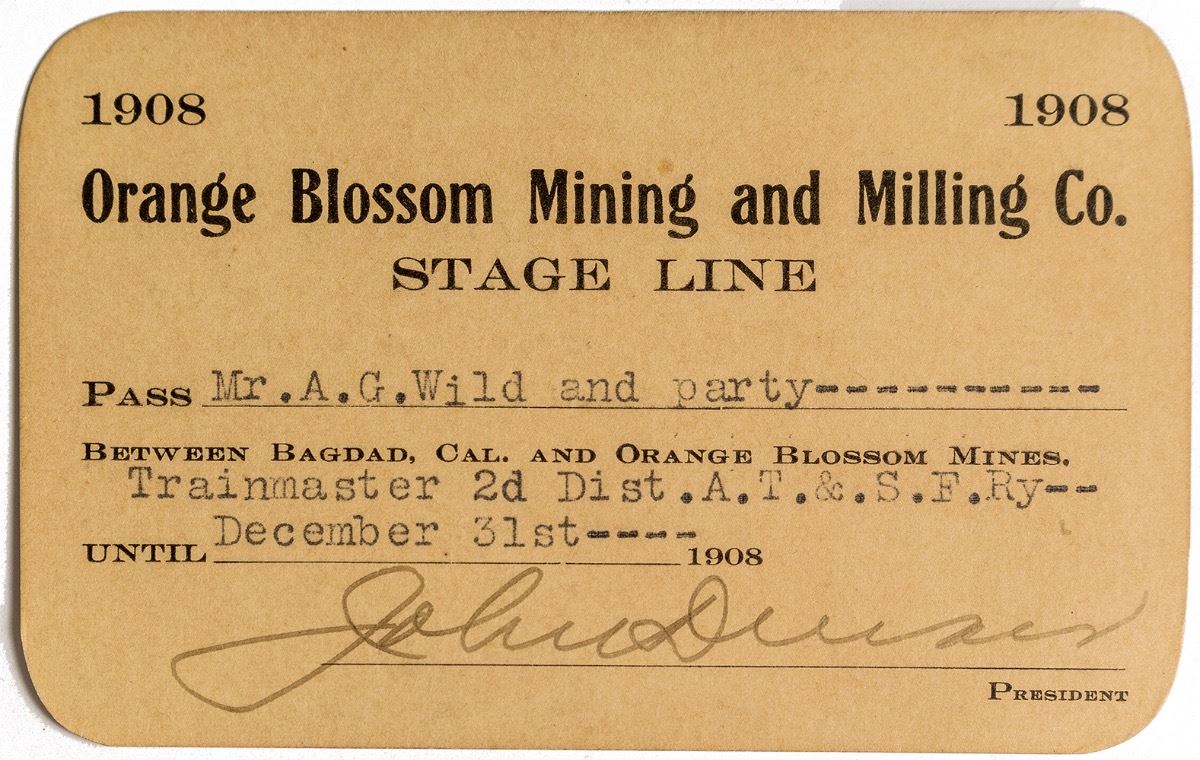 1908 1908
Orange Blossom Mining and Milling Co.
STAGE LINE
PASS Mr.A.G.Wild and party-----------
BETWEEN BAGDAD, CAL. AND ORANGE BLOSSOM MINES.
Trainmaster 2d Dist.A.T.&.S.F.Ry--
UNTIL December 31st---- 1908
John
PRESIDENT